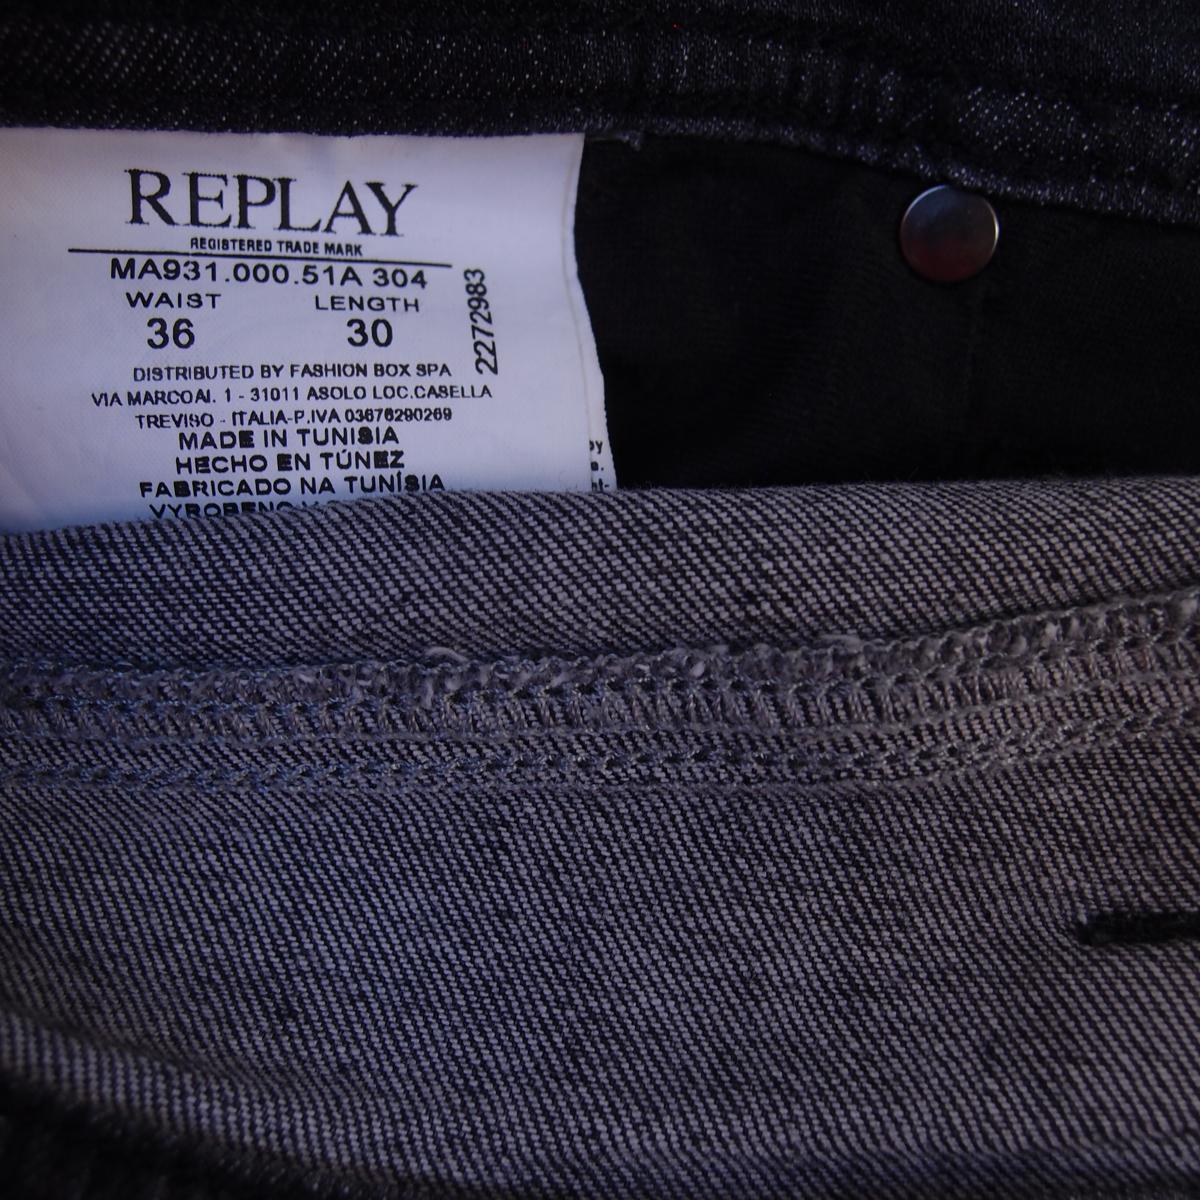 REPLAY
REGISTERED TRADE MARK
MA931.000.51A 304
WAIST LENGTH
36 30
2272983
DISTRIBUTED BY FASHION BOX SPA
VIA MARCOAI. 1 - 31011 ASOLO LOC.CASELLA
TREVISO - ITALIA-P.IVA 03676290269
MADE IN TUNISIA
HECHO EN TÚNEZ
FABRICADO NA TUNÍSIA
VYROBENO